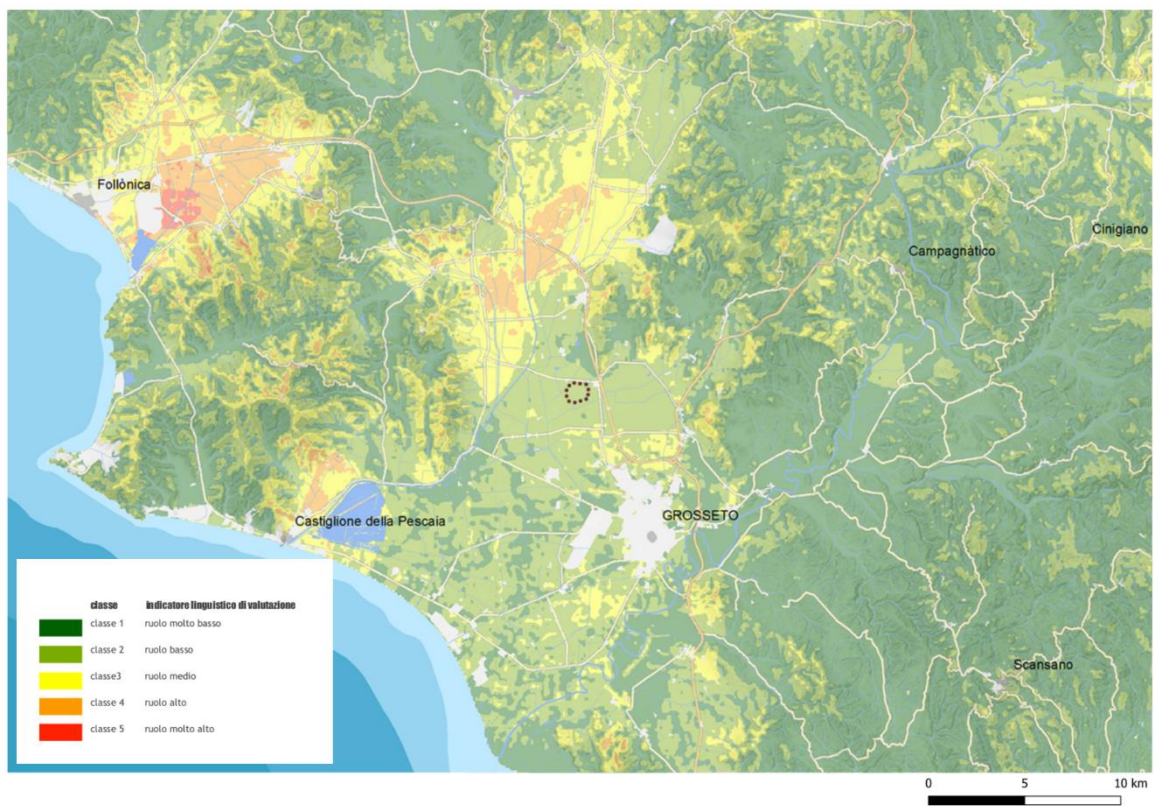 Follònica
Cinigiano
Campagnàtico
Castiglione della Pescaia
GROSSETO
Scansano
classe indicatore linguistico di valutazione
classe 1 ruolo molto basso
classe 2 ruolo basso
classe3 ruolo medio
classe 4 ruolo alto
classe 5 ruolo molto alto
0 5 10 km